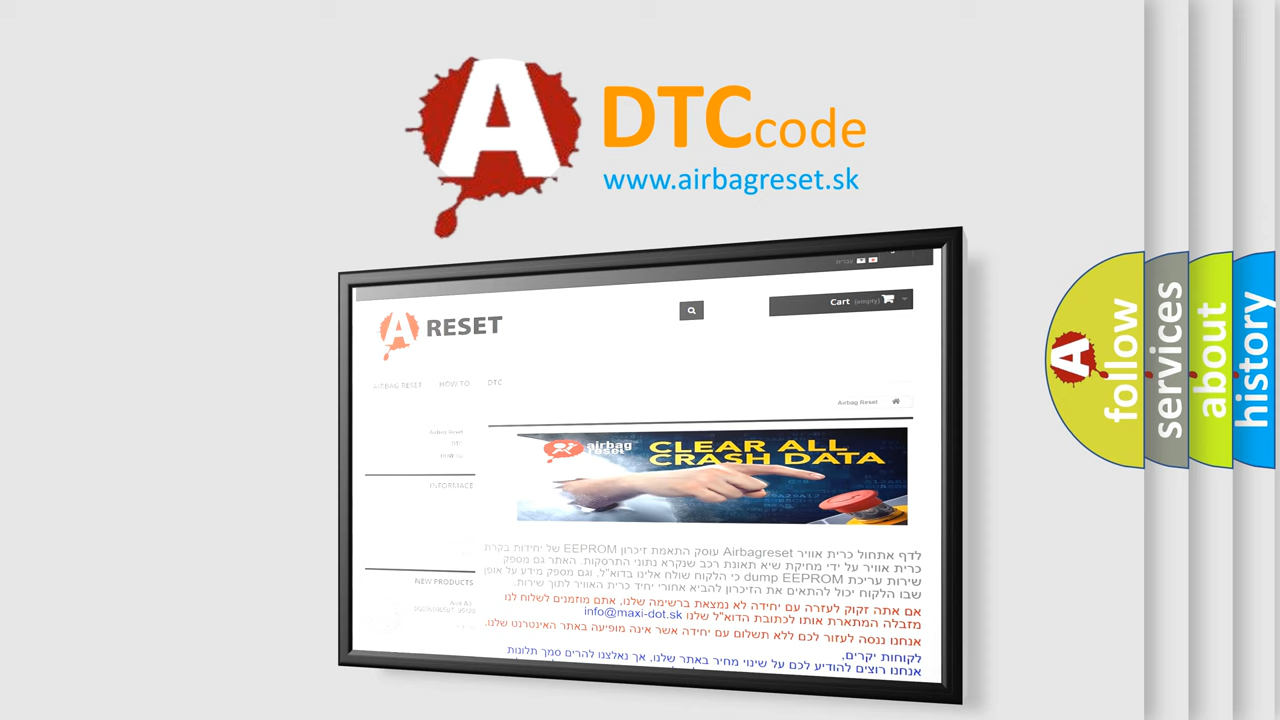 A DTCcode
www.airbagreset.sk
עברית
Cart (empty)
A RESET
AIRBAG RESET HOW TO DTC
Airbag Reset
Airbag Reset
DTC
HOW TO
INFORMACE
NEW PRODUCTS
airbag
reset
CLEAR ALL
CRASH DATA
לדף אתחול כרית אוויר Airbagreset עוסק התאמת זיכרון EEPROM של יחידות בקרת
כרית אוויר על ידי מחיקת שיא תאונת רכב שנקרא נתוני התרסקות. האתר גם מספק
שירות עריכת EEPROM dump כי הלקוח שולח אלינו בדוא"ל. וגם מספק מידע על אופן
שבו הלקוח יכול להתאים את הזיכרון להביא אחורי יחיד כרית האוויר לתוך שירות.
אם אתה זקוק לעזרה עם יחידה לא נמצאת ברשימה שלנו, אתם מוזמנים לשלוח לנו
מזבלה המתארת אותו לכתובת הדוא"ל שלנו info@maxi-dot.sk
אנחנו ננסה לעזור לכם ללא תשלום עם יחידה אשר אינה מופיעה באתר האינטרנט שלנו.
לקוחות יקרים,
אנחנו רוצים להודיע לכם על שינוי מחיר באתר שלנו, אך נאלצנו להרים סמך תלונות
A follow
services
about
history